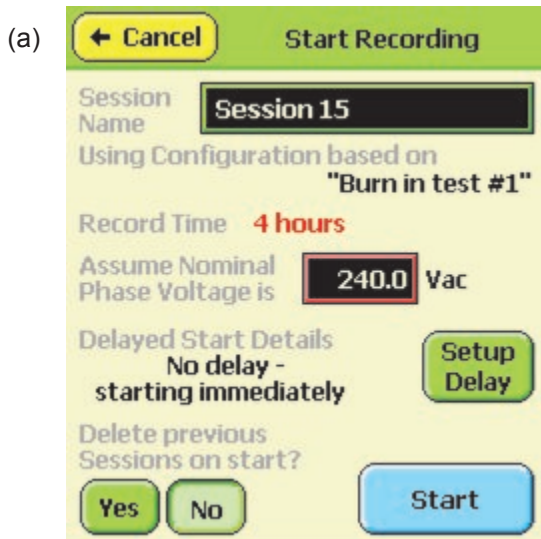 (a)
← Cancel Start Recording
Session
Name
Session 15
Using Configuration based on
"Burn in test #1"
Record Time 4 hours
Assume Nominal
Phase Voltage is
240.0 Vac
Delayed Start Details
No delay -
starting immediately
Setup
Delay
Delete previous
Sessions on start?
Yes No
Start